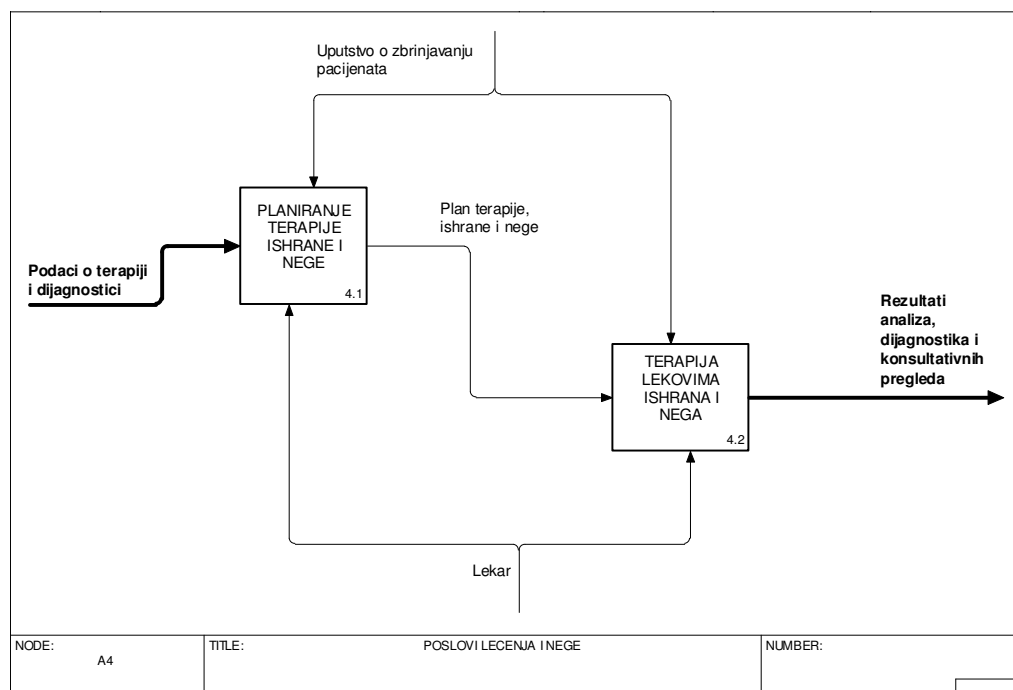 Uputstvo o zbrinjavanju
pacijenata
PLANIRANJE
TERAPIJE
ISHRANE I
NEGE
4.1
Plan terapije,
ishrane i nege
Podaci o terapiji
i dijagnostici
Rezultati
analiza,
dijagnostika i
konsultativnih
pregleda
TERAPIJA
LEKOVIMA
ISHRANA I
NEGA
4.2
Lekar
NODE:
A4
TITLE:
POSLOVI LECENJA I NEGE
NUMBER: